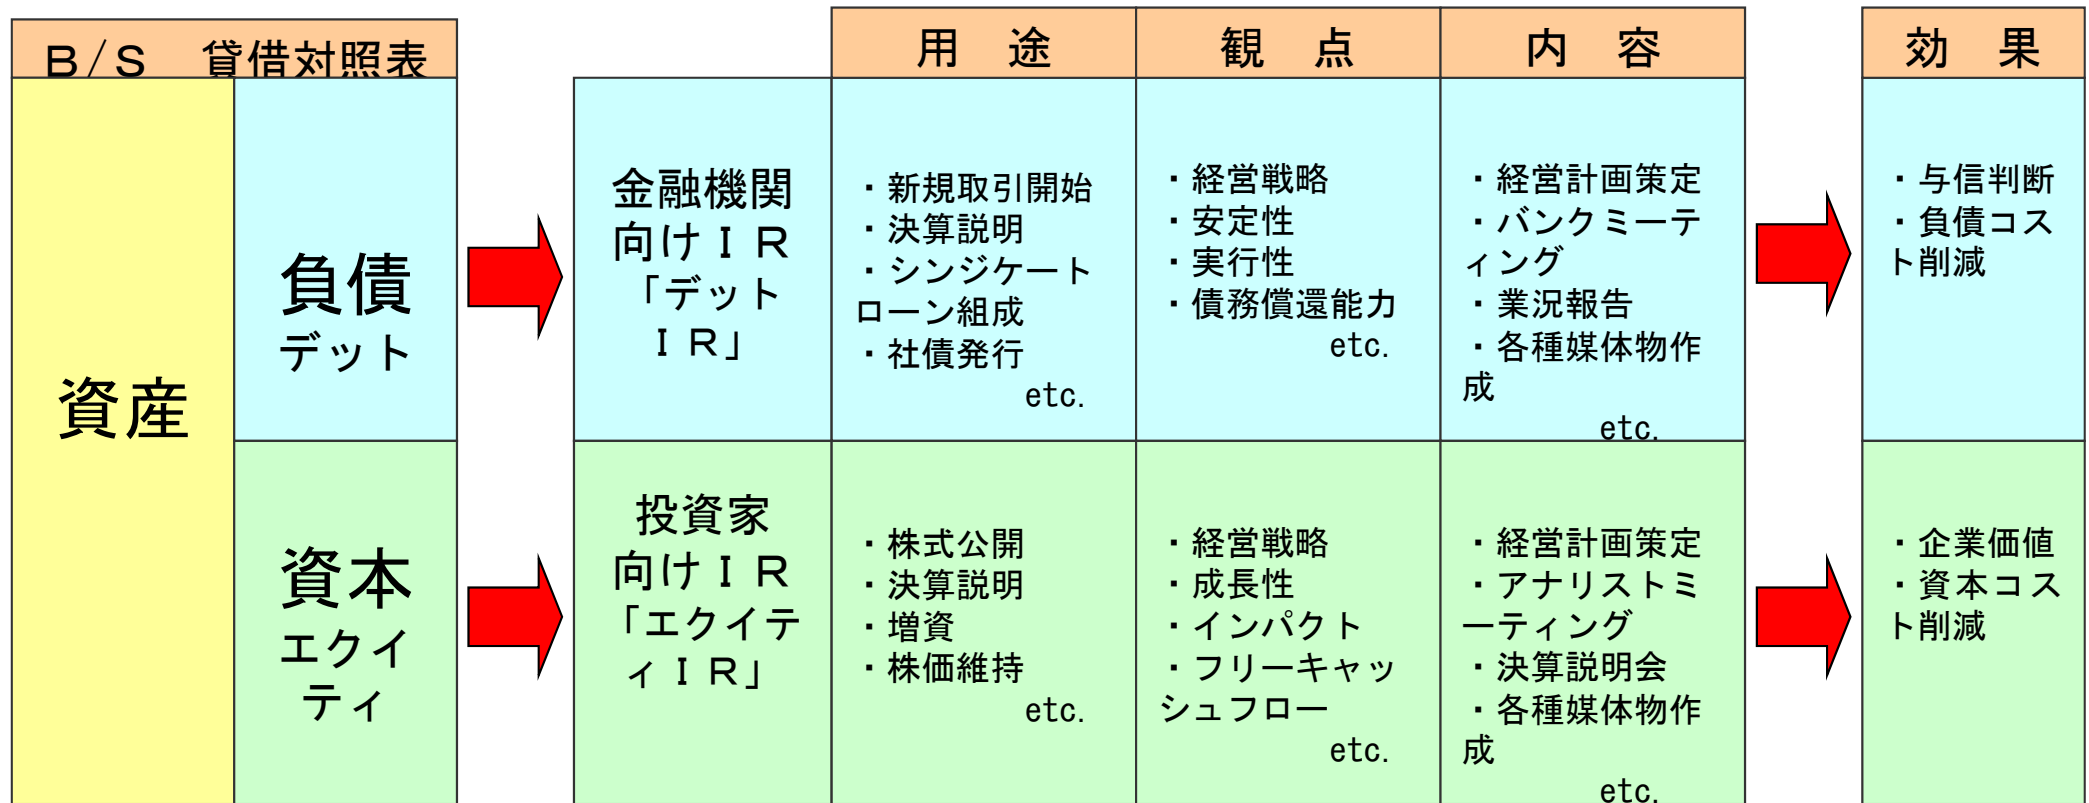 B/S　貸借対照表
資産
負債
デット
資本
エクイ
ティ
金融機関
向けＩＲ
「デット
ＩＲ」
投資家
向けＩＲ
「エクイテ
ィＩＲ」
用　途
観　点
内　容
効　果
・新規取引開始
・決算説明
・シンジケート
ローン組成
・社債発行
etc.
・経営戦略
・安定性
・実行性
・債務償還能力
etc.
・経営計画策定
・バンクミーテ
ィング
・業況報告
・各種媒体物作
成
etc.
・与信判断
・負債コス
ト削減
・株式公開
・決算説明
・増資
・株価維持
etc.
・経営戦略
・成長性
・インパクト
・フリーキャッ
シュフロー
etc.
・経営計画策定
・アナリストミ
ーティング
・決算説明会
・各種媒体物作
成
etc.
・企業価値
・資本コス
ト削減